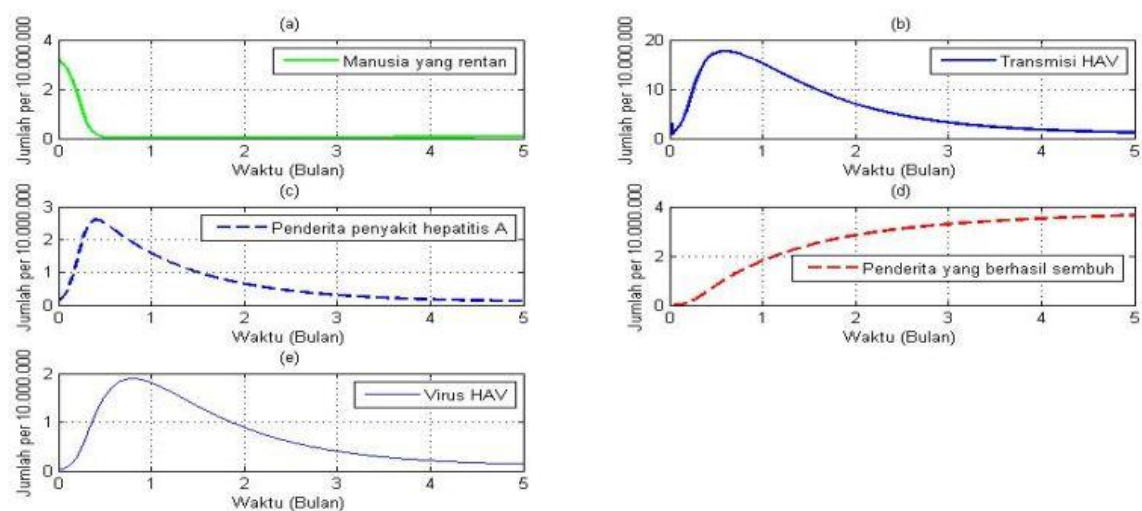 (a)
Jumlah per 10.000.000
4
2
0
Manusia yang rentan
0 1 2 3 4 5
Waktu (Bulan)
(b)
Jumlah per 10.000.000
20
10
0
Transmisi HAV
0 1 2 3 4 5
Waktu (Bulan)
(c)
Jumlah per 10.000.000
3
2
1
0
Penderita penyakit hepatitis A
0 1 2 3 4 5
Waktu (Bulan)
(d)
Jumlah per 10.000.000
4
2
0
Penderita yang berhasil sembuh
0 1 2 3 4 5
Waktu (Bulan)
(e)
Jumlah per 10.000.000
2
1
0
Virus HAV
0 1 2 3 4 5
Waktu (Bulan)